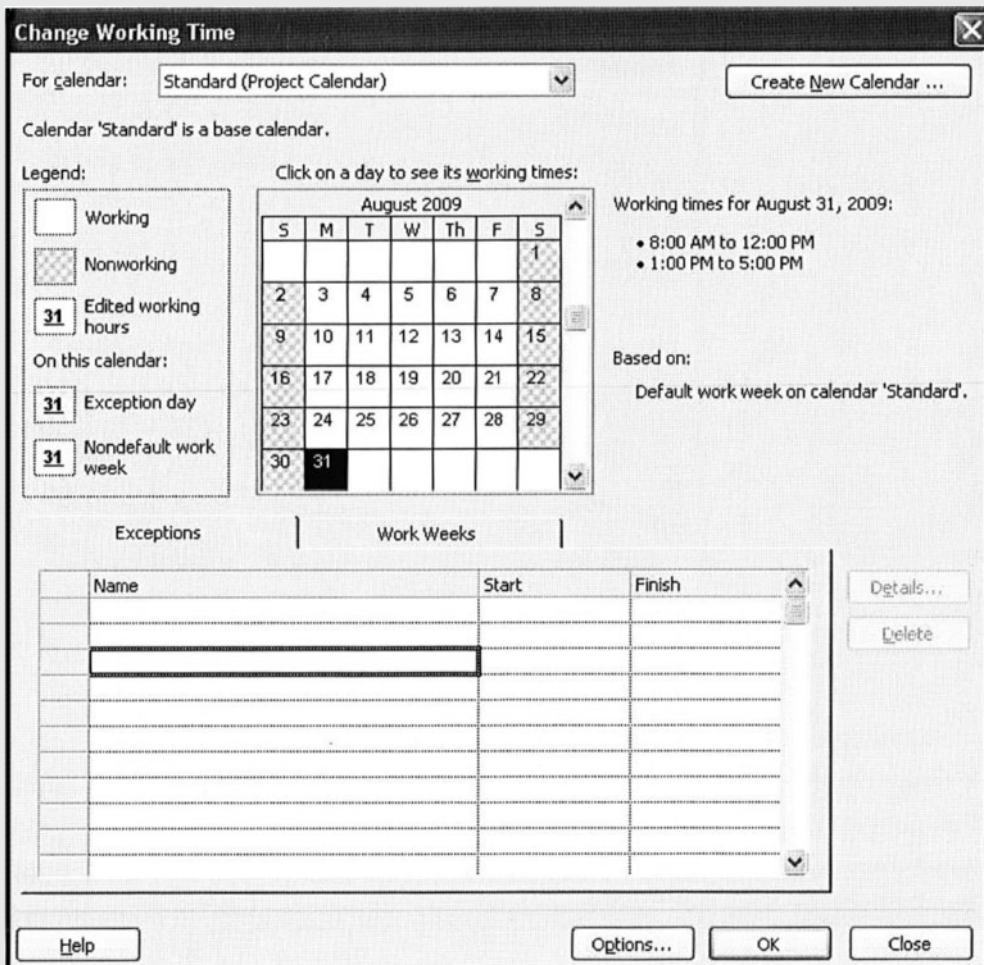 Change Working Time
For calendar: Standard (Project Calendar) Create New Calendar ...
Calendar 'Standard' is a base calendar.
Legend:
Working
Nonworking
31 Edited working
hours
On this calendar:
31 Exception day
31 Nondefault work
week
Click on a day to see its working times:
August 2009
S M T W Th F S
1
2 3 4 5 6 7 8
9 10 11 12 13 14 15
16 17 18 19 20 21 22
23 24 25 26 27 28 29
30 31
Working times for August 31, 2009:
• 8:00 AM to 12:00 PM
• 1:00 PM to 5:00 PM
Based on:
Default work week on calendar 'Standard'.
Exceptions Work Weeks
Name Start Finish
Details...
Delete
Help Options... OK Close